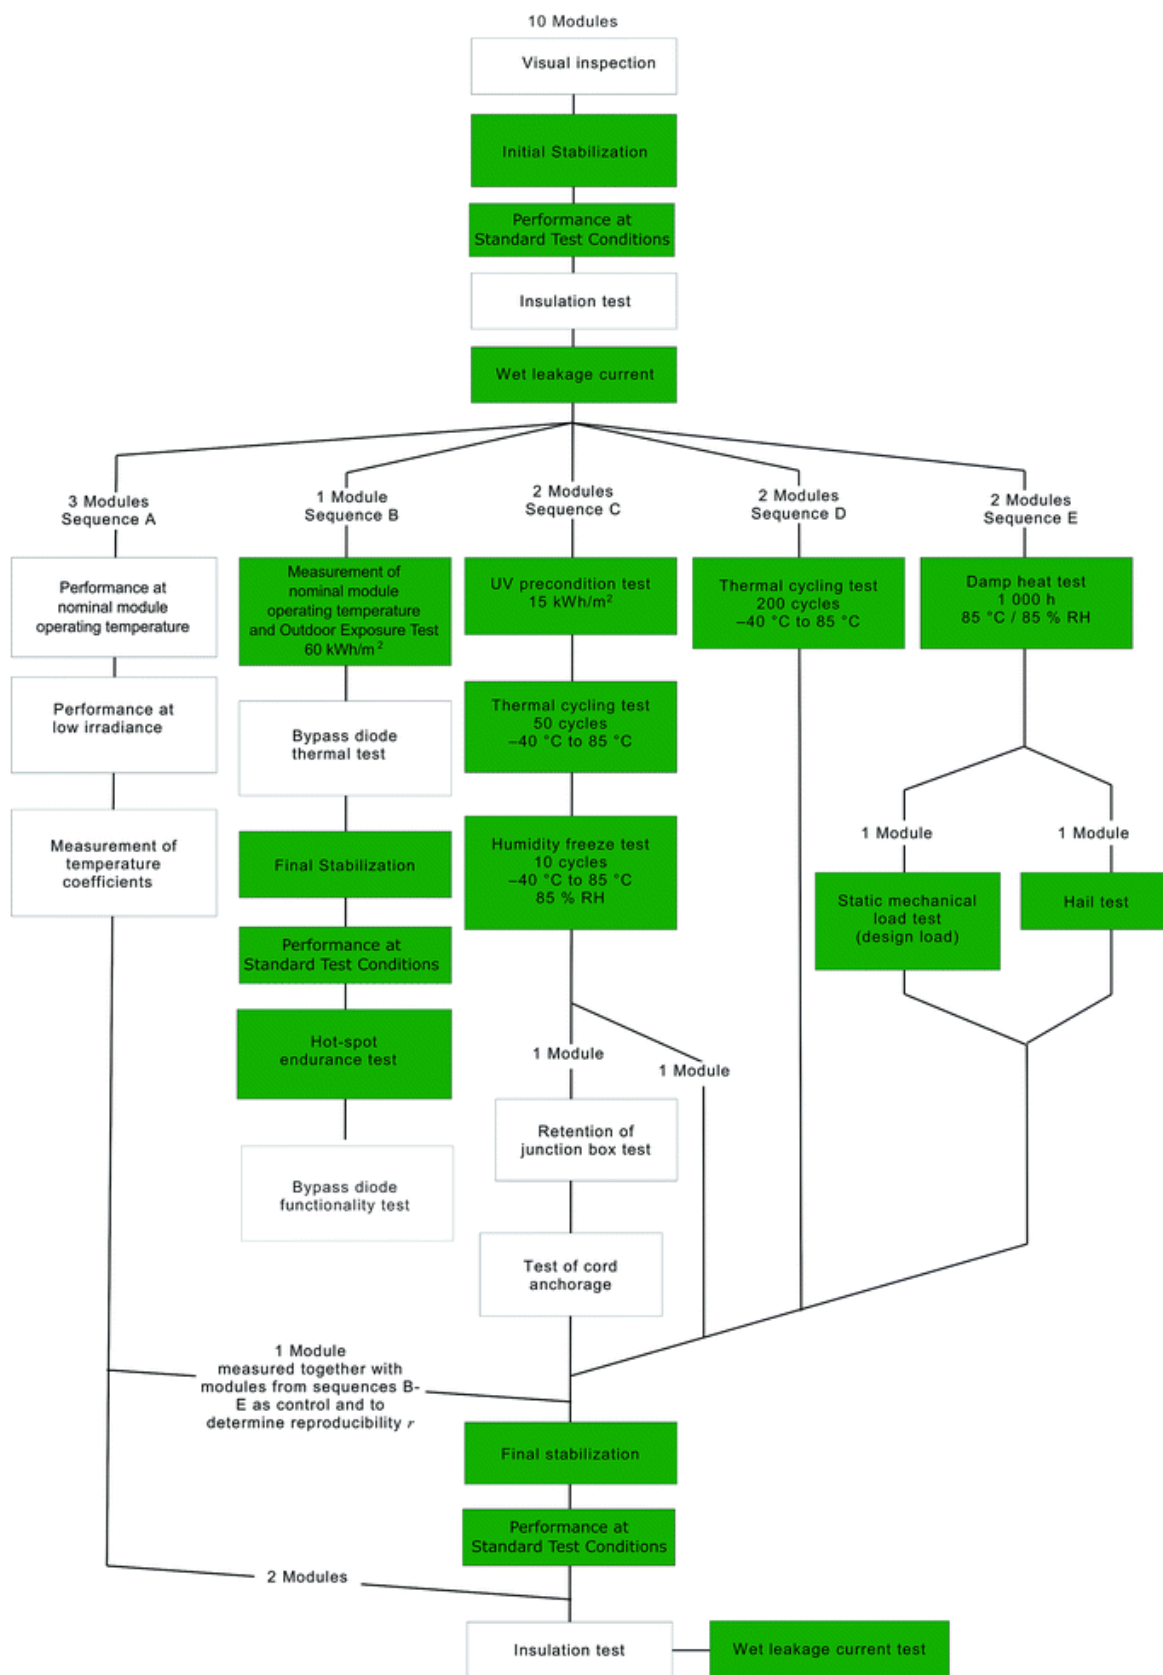 10 Modules
Visual inspection
Initial Stabilization
Performance at
Standard Test Conditions
Insulation test
Wet leakage current
3 Modules
Sequence A
1 Module
Sequence B
2 Modules
Sequence C
2 Modules
Sequence D
2 Modules
Sequence E
Performance at
nominal module
operating temperature
Performance at
low irradiance
Measurement of
temperature
coefficients
Measurement of
nominal module
operating temperature
and Outdoor Exposure Test
60 kWh/m²
Bypass diode
thermal test
Final Stabilization
Performance at
Standard Test Conditions
Hot-spot
endurance test
Bypass diode
functionality test
UV precondition test
15 kWh/m²
Thermal cycling test
50 cycles
–40 °C to 85 °C
Humidity freeze test
10 cycles
–40 °C to 85 °C
85 % RH
1 Module
1 Module
Retention of
junction box test
Test of cord
anchorage
Thermal cycling test
200 cycles
–40 °C to 85 °C
Damp heat test
1 000 h
85 °C / 85 % RH
1 Module
1 Module
Static mechanical
load test
(design load)
Hail test
1 Module
measured together with
modules from sequences B-
E as control and to
determine reproducibility r
Final stabilization
Performance at
Standard Test Conditions
2 Modules
Insulation test
Wet leakage current test